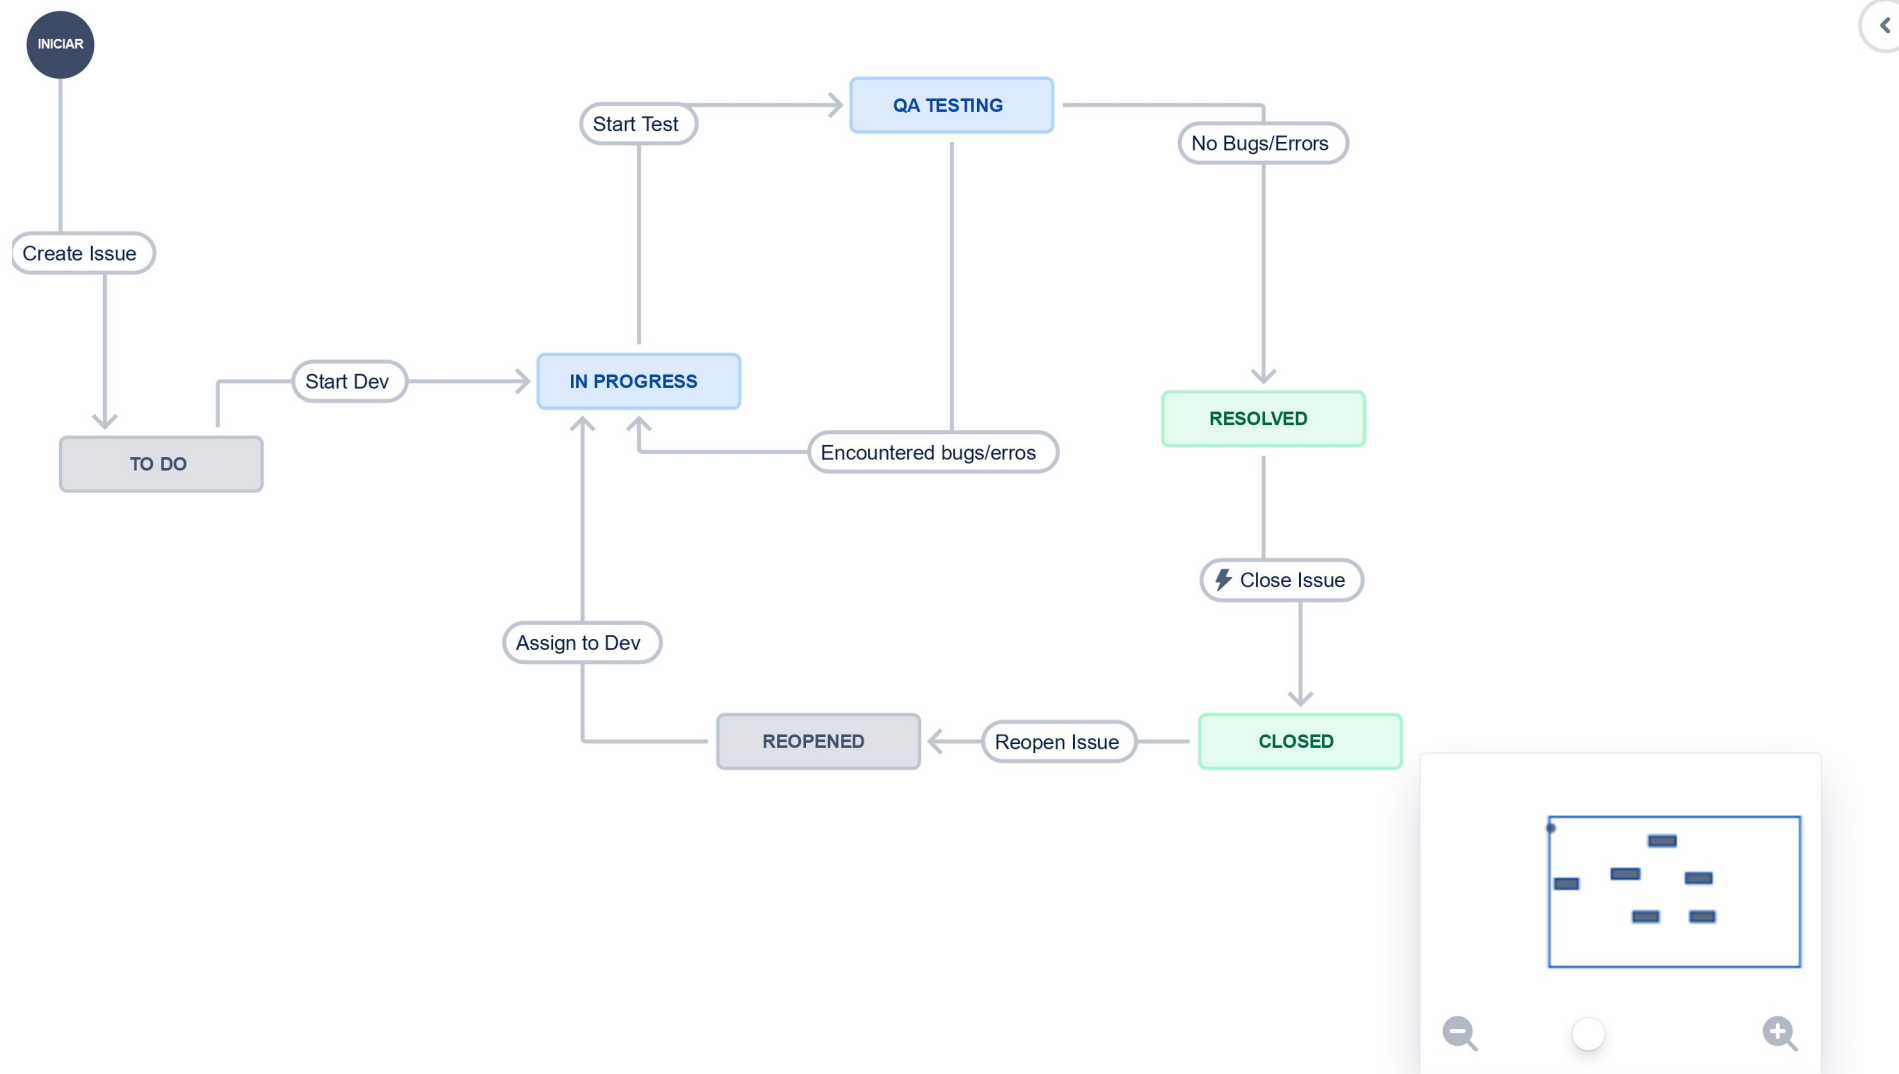 INICIAR
QA TESTING
Start Test
No Bugs/Errors
Create Issue
Start Dev
IN PROGRESS
RESOLVED
TO DO
Encountered bugs/erros
Close Issue
Assign to Dev
REOPENED
Reopen Issue
CLOSED